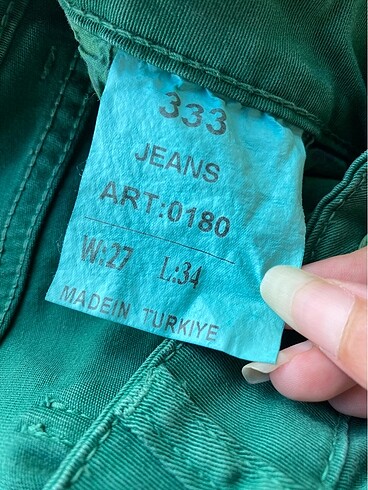 333
JEANS
ART:0180
W:27 L:34
MADEIN TURKIYE